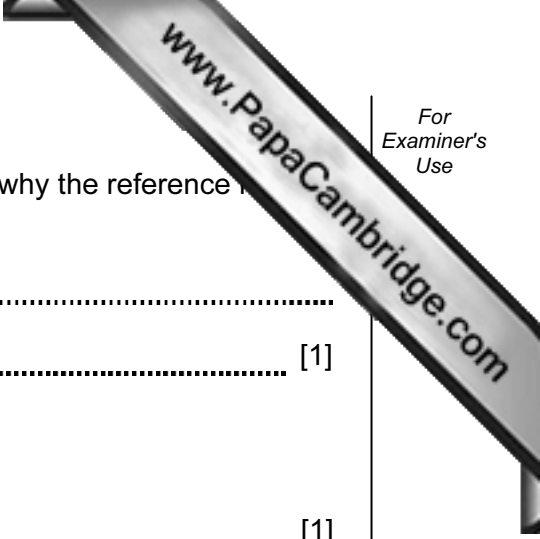 www.PapaCambridge.com
For
Examiner's
Use
why the reference
[1]
[1]